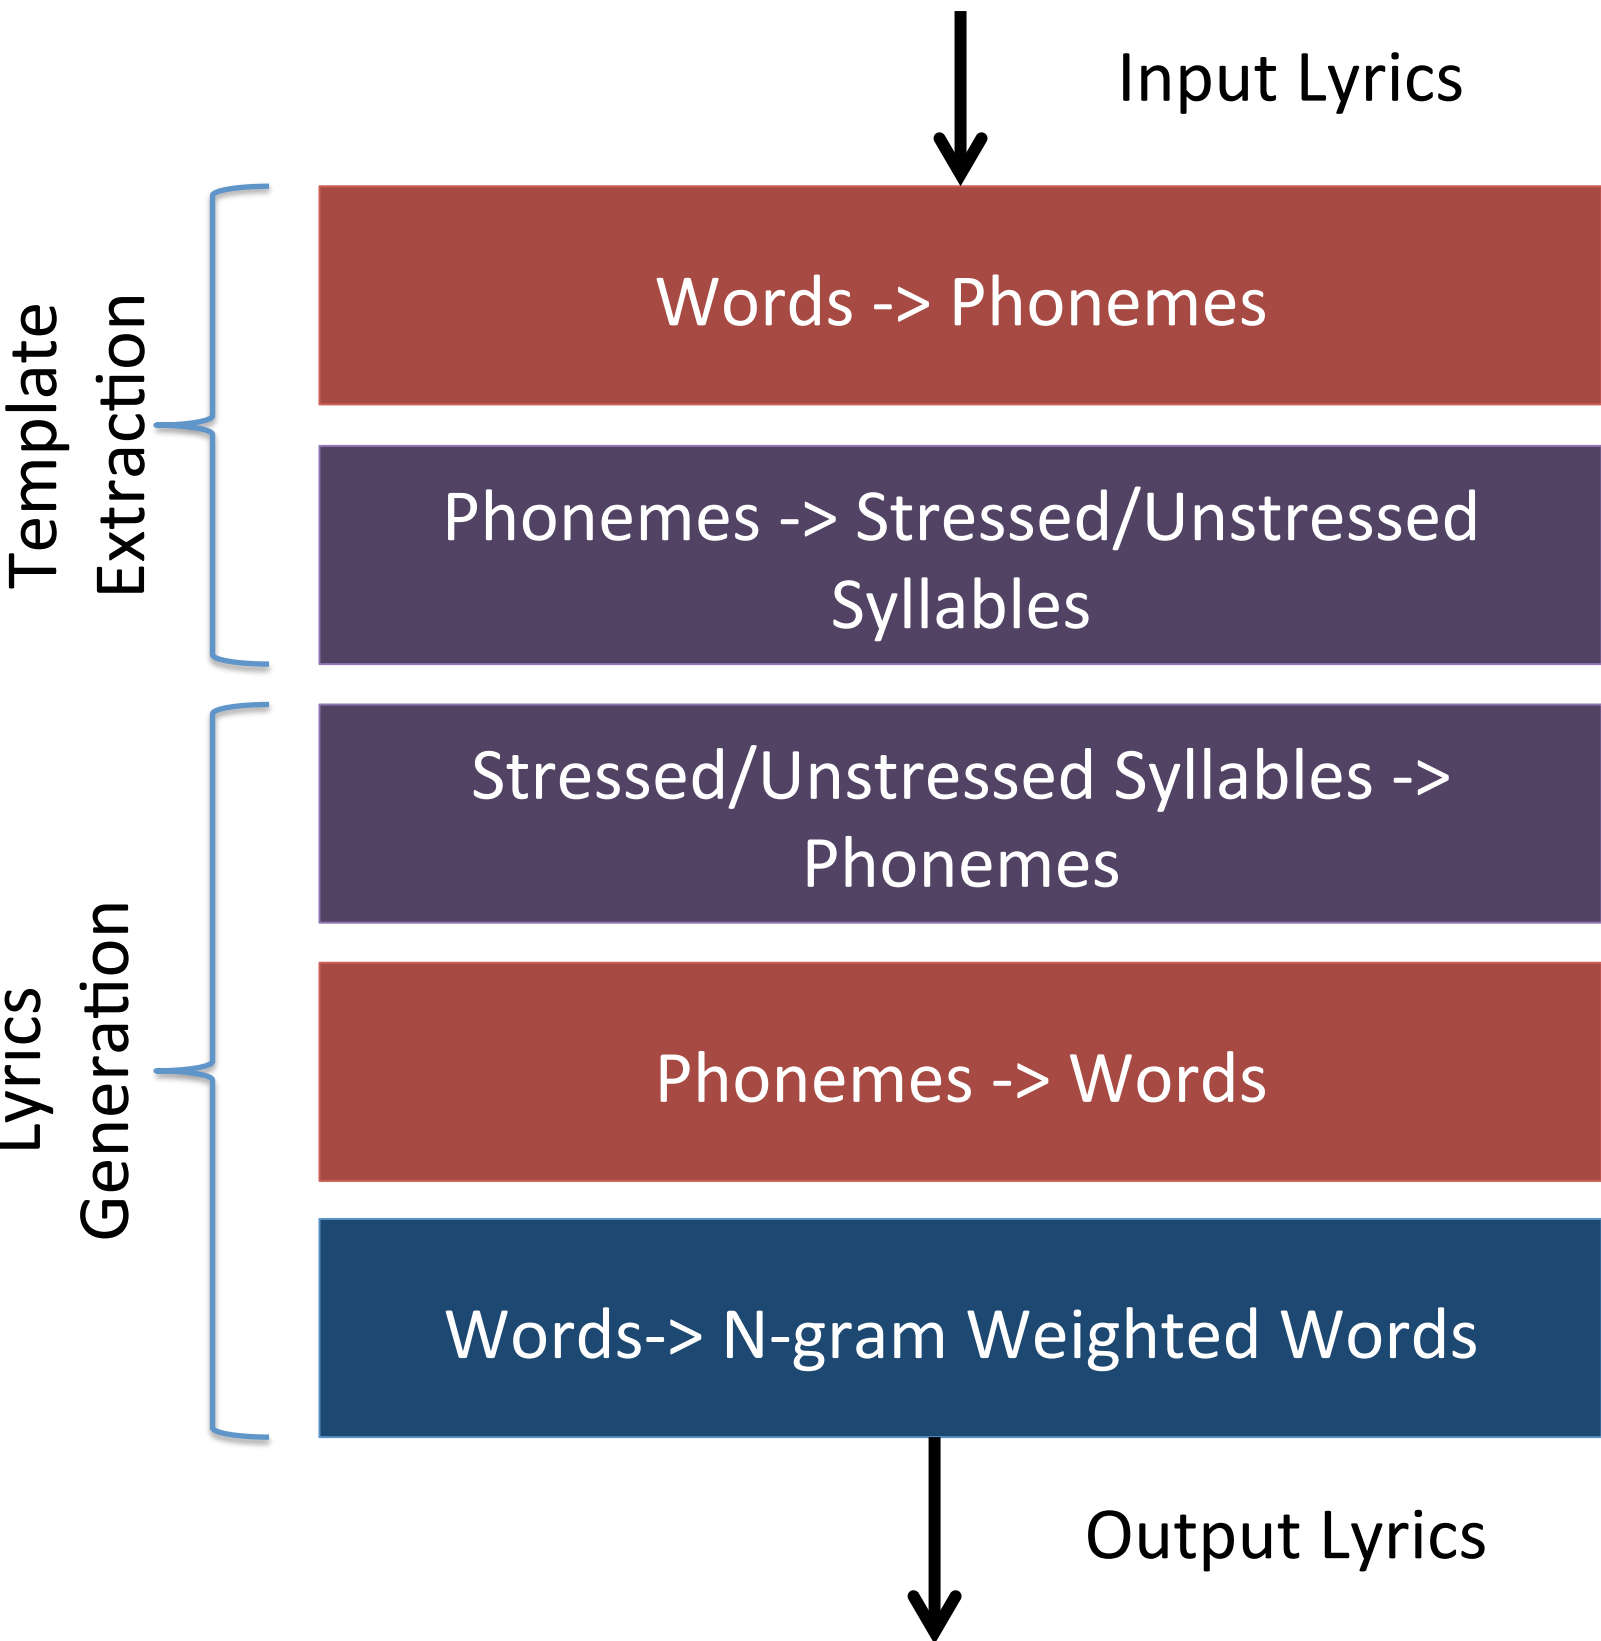 Input Lyrics
Template
Extraction
Words -> Phonemes
Phonemes -> Stressed/Unstressed
Syllables
Lyrics
Generation
Stressed/Unstressed Syllables ->
Phonemes
Phonemes -> Words
Words-> N-gram Weighted Words
Output Lyrics